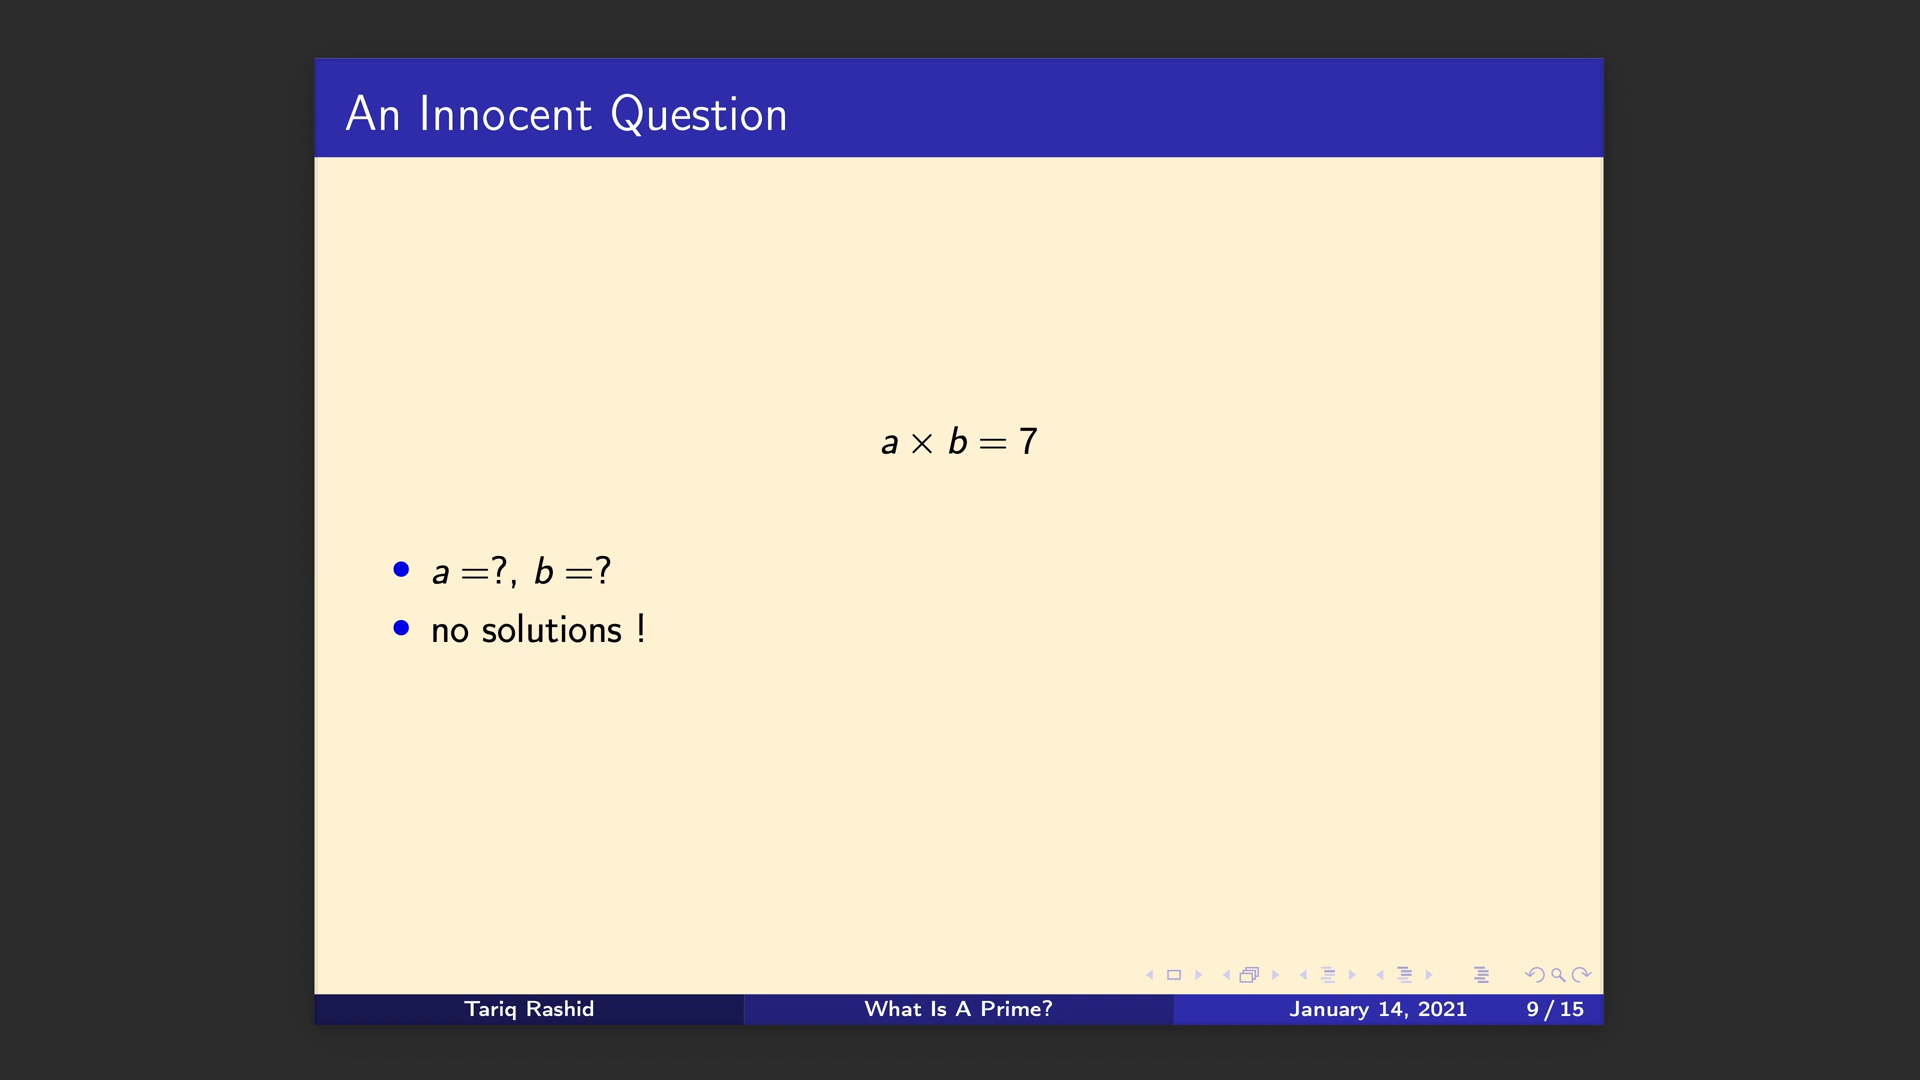 An Innocent Question
a × b = 7
• a =?, b =?
• no solutions !
Tariq Rashid
What Is A Prime?
January 14, 2021
9 / 15